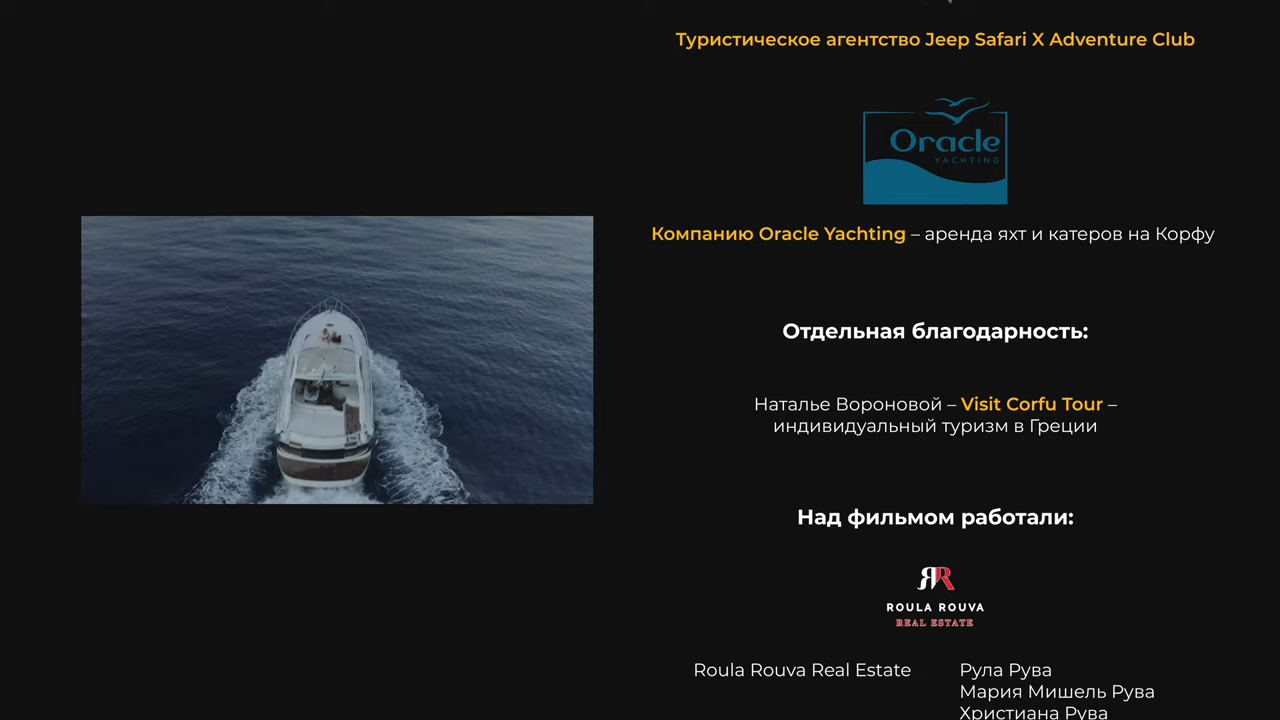 Туристическое агентство Jeep Safari X Adventure Club
Oracle
YACHTING
Компанию Oracle Yachting – аренда яхт и катеров на Корфу
Отдельная благодарность:
Наталье Вороновой – Visit Corfu Tour –
индивидуальный туризм в Греции
Над фильмом работали:
ROULA ROUVA
REAL ESTATE
Roula Rouva Real Estate
Рула Рува
Мария Мишель Рува
Христиана Рува